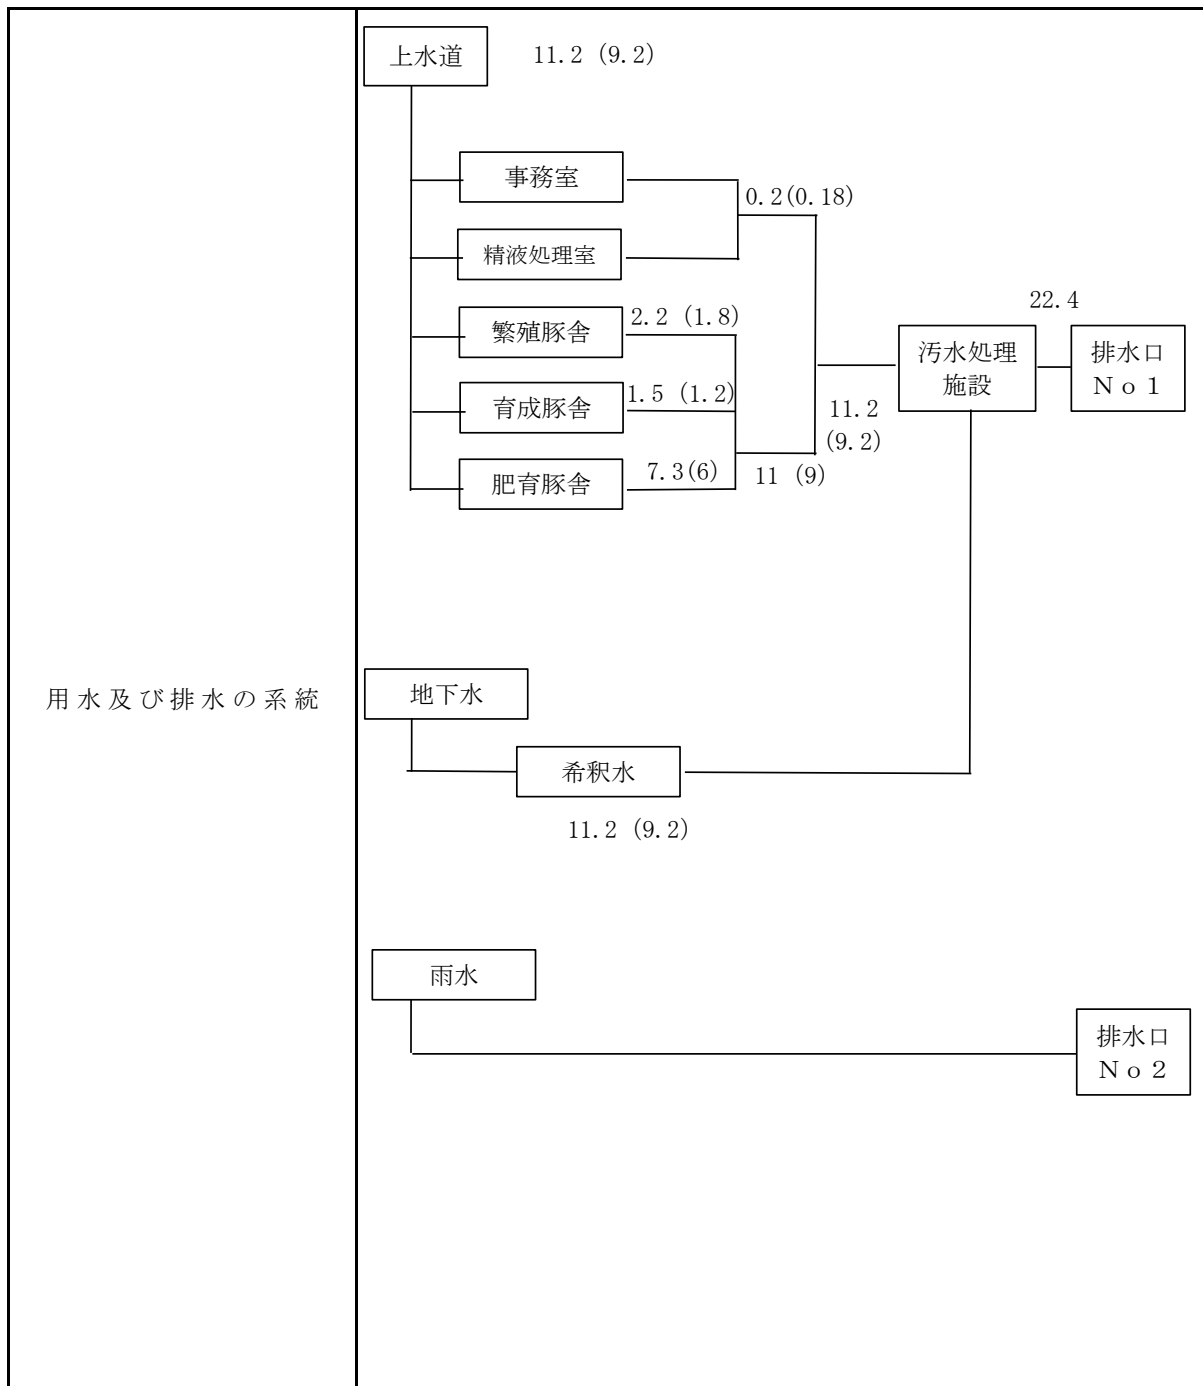 用水及び排水の系統
上水道
11.2 (9.2)
事務室
0.2(0.18)
精液処理室
繁殖豚舎
2.2 (1.8)
育成豚舎
1.5 (1.2)
肥育豚舎
7.3(6)
11 (9)
11.2
(9.2)
汚水処理
施設
22.4
排水口
No1
地下水
希釈水
11.2 (9.2)
雨水
排水口
No2